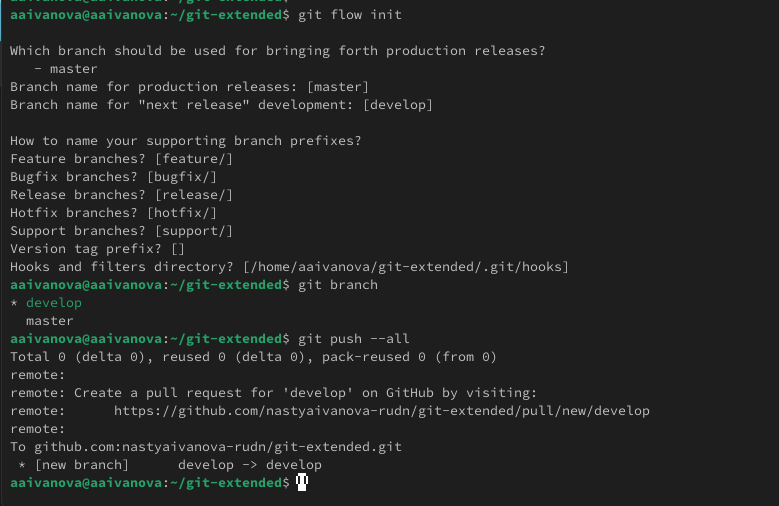 aaivanova@aaivanova:~/git-extended$ git flow init

Which branch should be used for bringing forth production releases?
   - master
Branch name for production releases: [master]
Branch name for "next release" development: [develop]

How to name your supporting branch prefixes?
Feature branches? [feature/]
Bugfix branches? [bugfix/]
Release branches? [release/]
Hotfix branches? [hotfix/]
Support branches? [support/]
Version tag prefix? []
Hooks and filters directory? [/home/aaivanova/git-extended/.git/hooks]
aaivanova@aaivanova:~/git-extended$ git branch
* develop
  master
aaivanova@aaivanova:~/git-extended$ git push --all
Total 0 (delta 0), reused 0 (delta 0), pack-reused 0 (from 0)
remote:
remote: Create a pull request for 'develop' on GitHub by visiting:
remote:      https://github.com/nastyaivanova-rudn/git-extended/pull/new/develop
remote:
To github.com:nastyaivanova-rudn/git-extended.git
 * [new branch]      develop -> develop
aaivanova@aaivanova:~/git-extended$